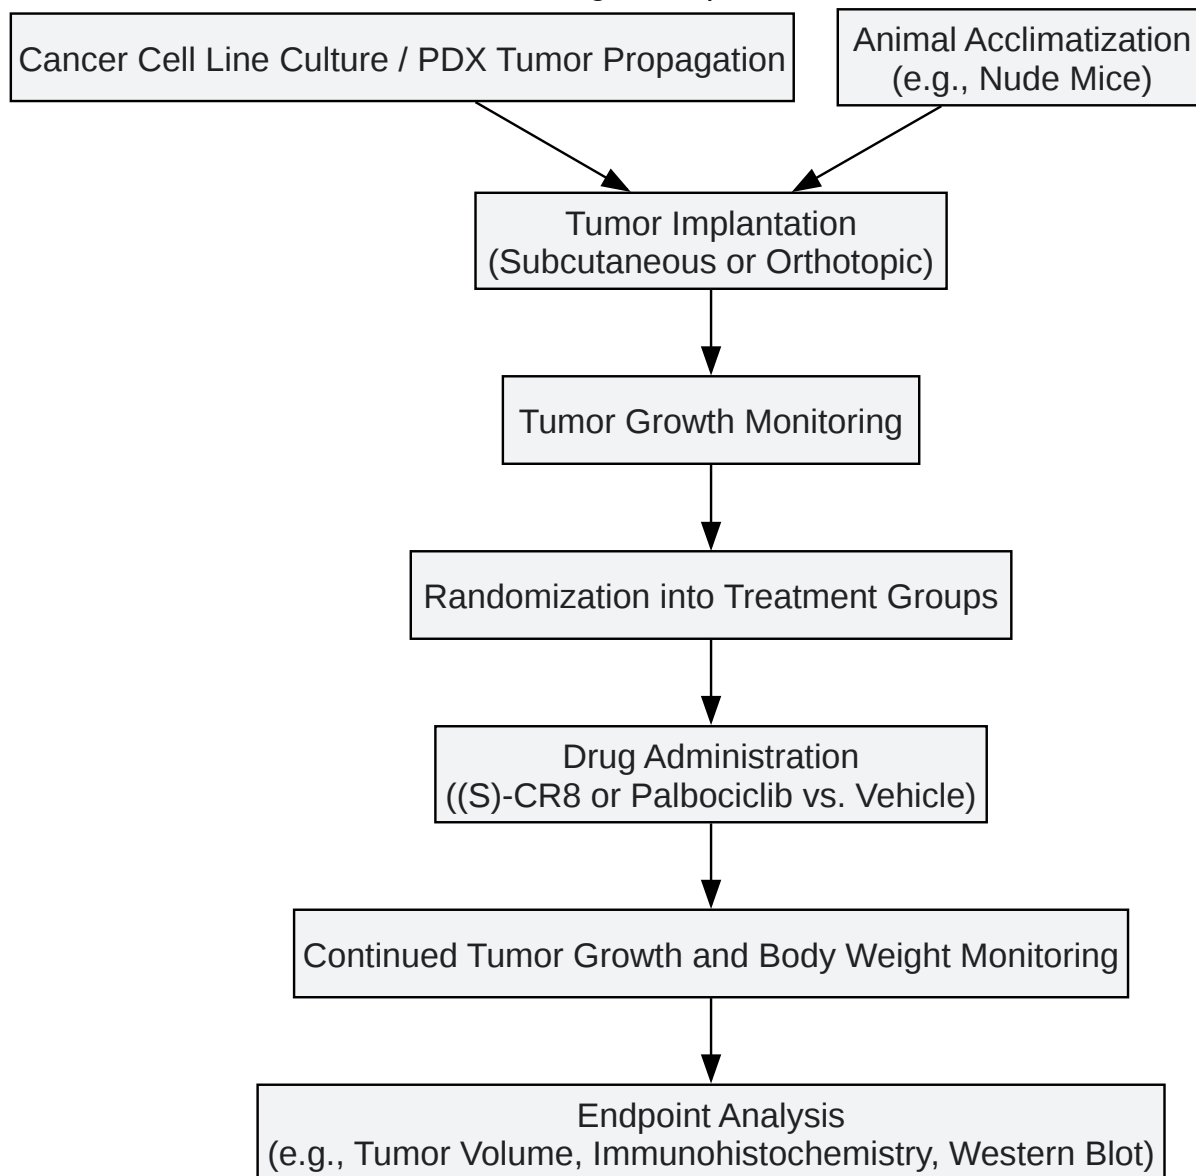 Cancer Cell Line Culture / PDX Tumor Propagation
Animal Acclimatization
(e.g., Nude Mice)
Tumor Implantation
(Subcutaneous or Orthotopic)
Tumor Growth Monitoring
Randomization into Treatment Groups
Drug Administration
((S)-CR8 or Palbociclib vs. Vehicle)
Continued Tumor Growth and Body Weight Monitoring
Endpoint Analysis
(e.g., Tumor Volume, Immunohistochemistry, Western Blot)